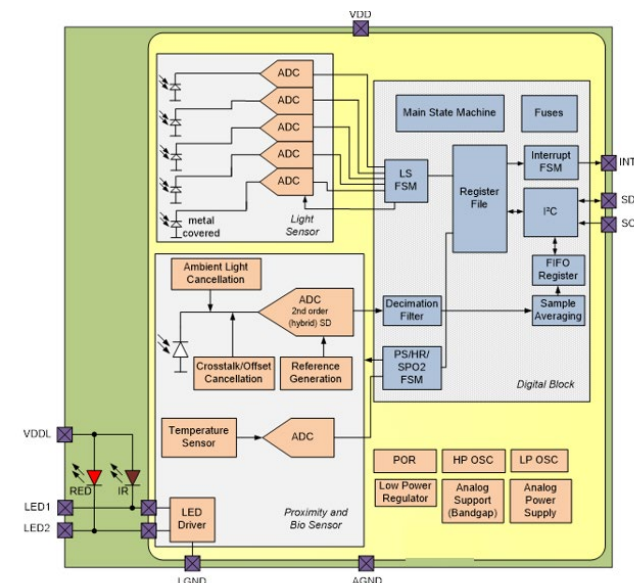 VDD
ADC
ADC
ADC
ADC
ADC
metal
covered
Light
Sensor
Main State Machine
Fuses
LS
FSM
Register
File
Interrupt
FSM
I²C
FIFO
Register
Sample
Averaging
Decimation
Filter
PS/HR/
SPO2
FSM
Digital Block
INT
SD
SC
Ambient Light
Cancellation
ADC
2nd order
(hybrid) SD
Crosstalk/Offset
Cancellation
Reference
Generation
Temperature
Sensor
ADC
LED
Driver
Proximity and
Bio Sensor
VDDL
RED
IR
LED1
LED2
POR
HP OSC
LP OSC
Low Power
Regulator
Analog
Support
(Bandgap)
Analog
Power
Supply
LGND
AGND